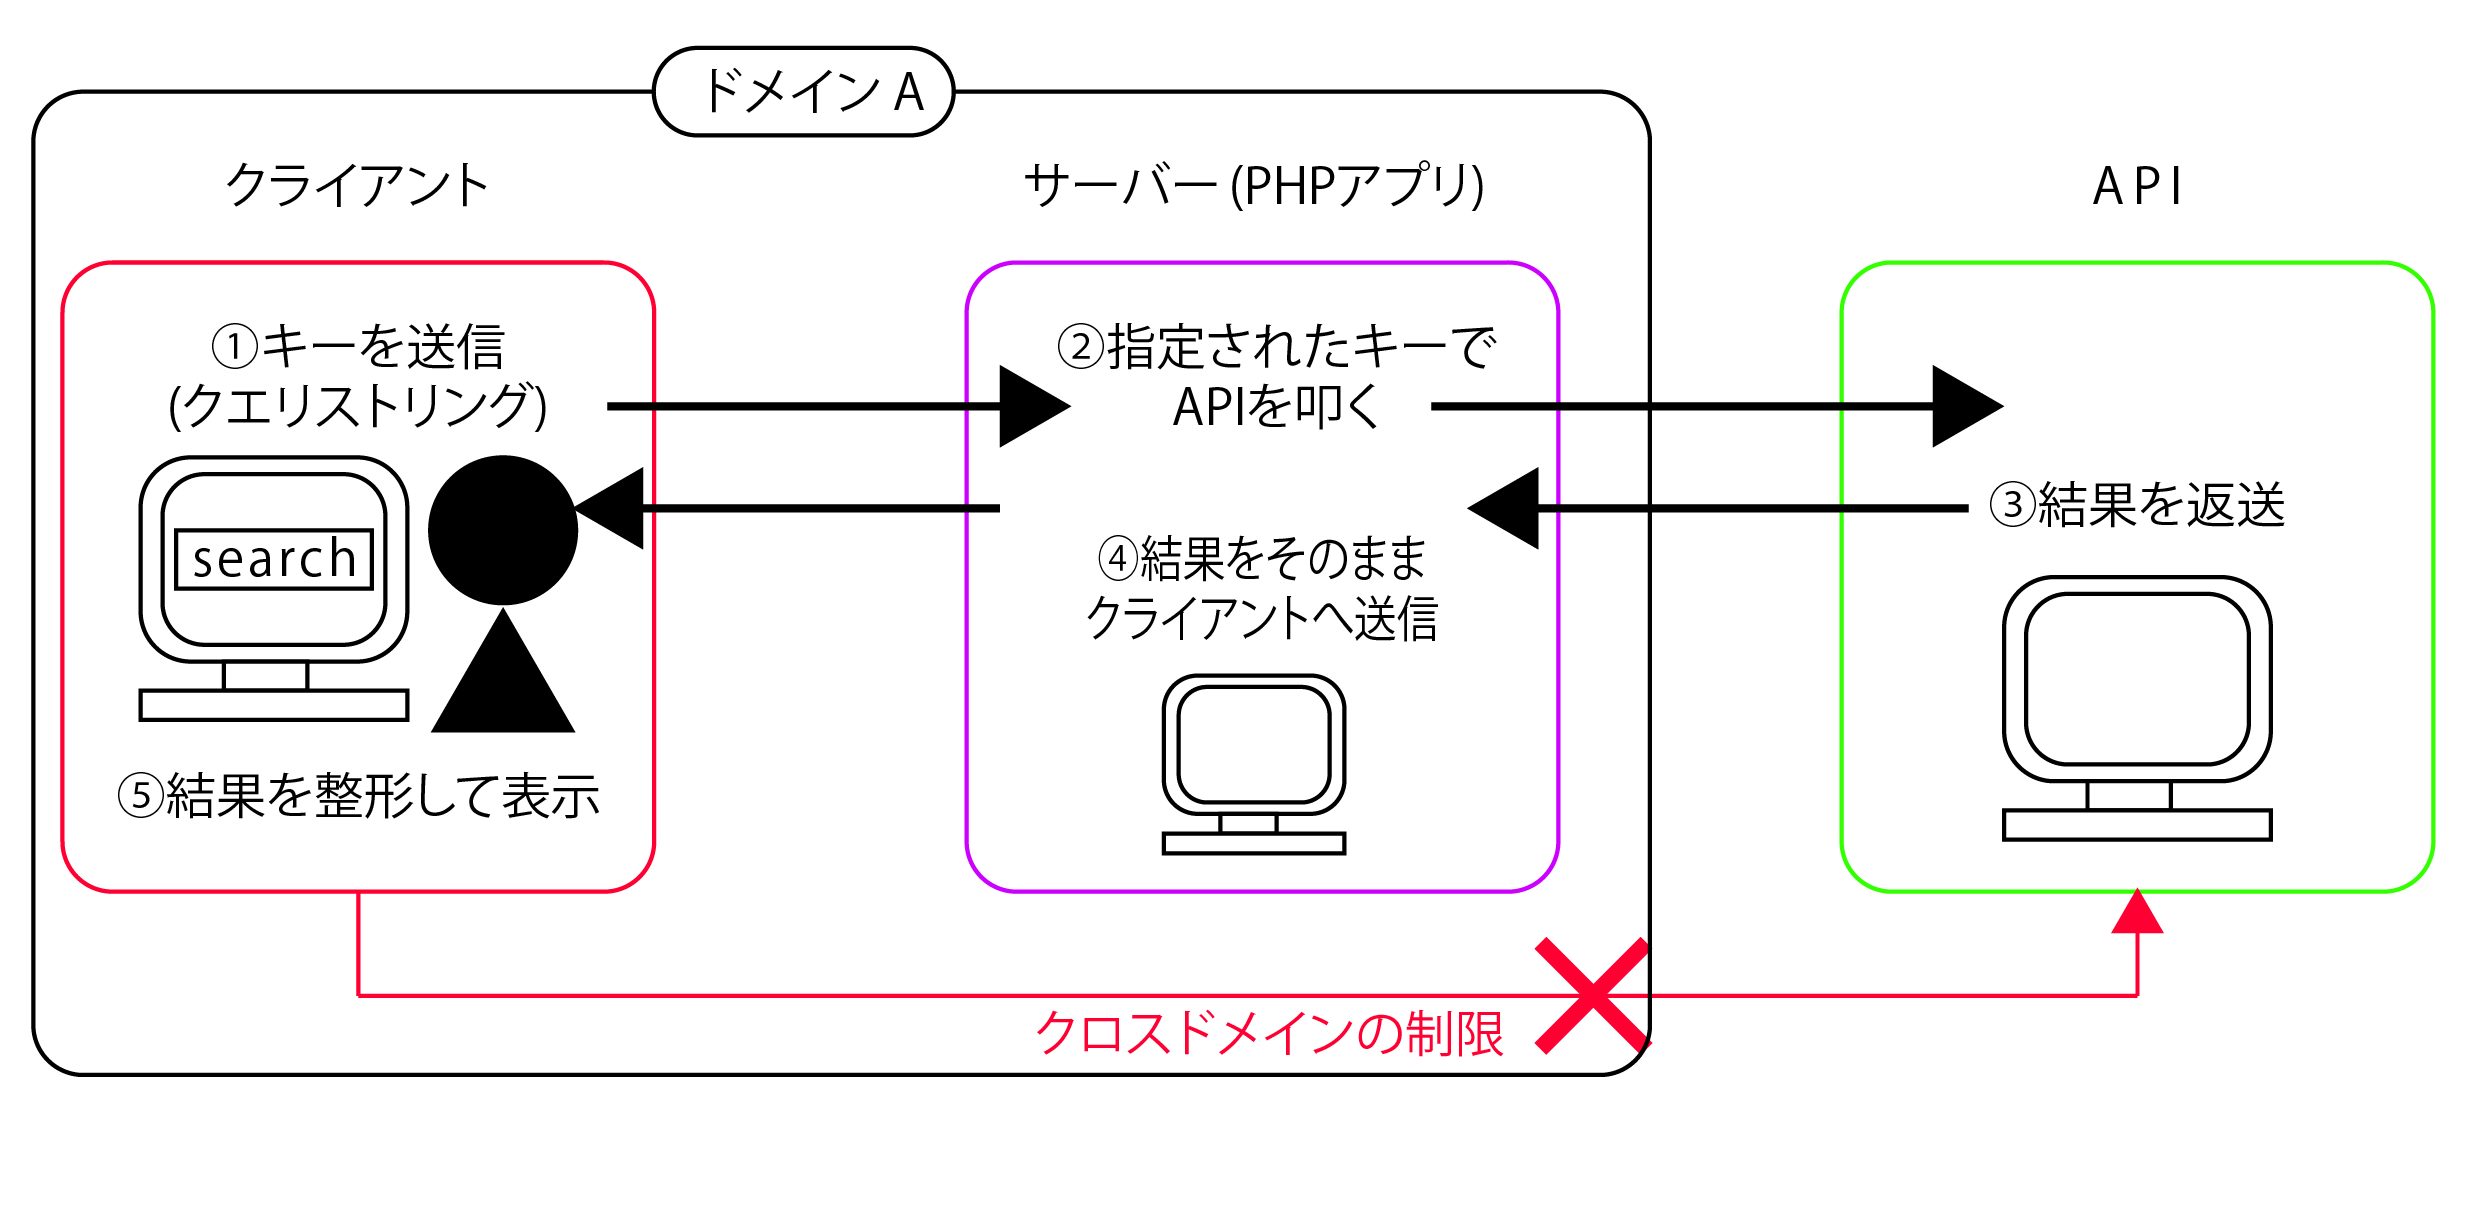 ドメイン A
クライアント
サーバー (PHPアプリ)
API
①キーを送信
(クエリストリング)
search
⑤結果を整形して表示
②指定されたキーで
APIを叩く
④結果をそのまま
クライアントへ送信
③結果を返送
クロスドメインの制限